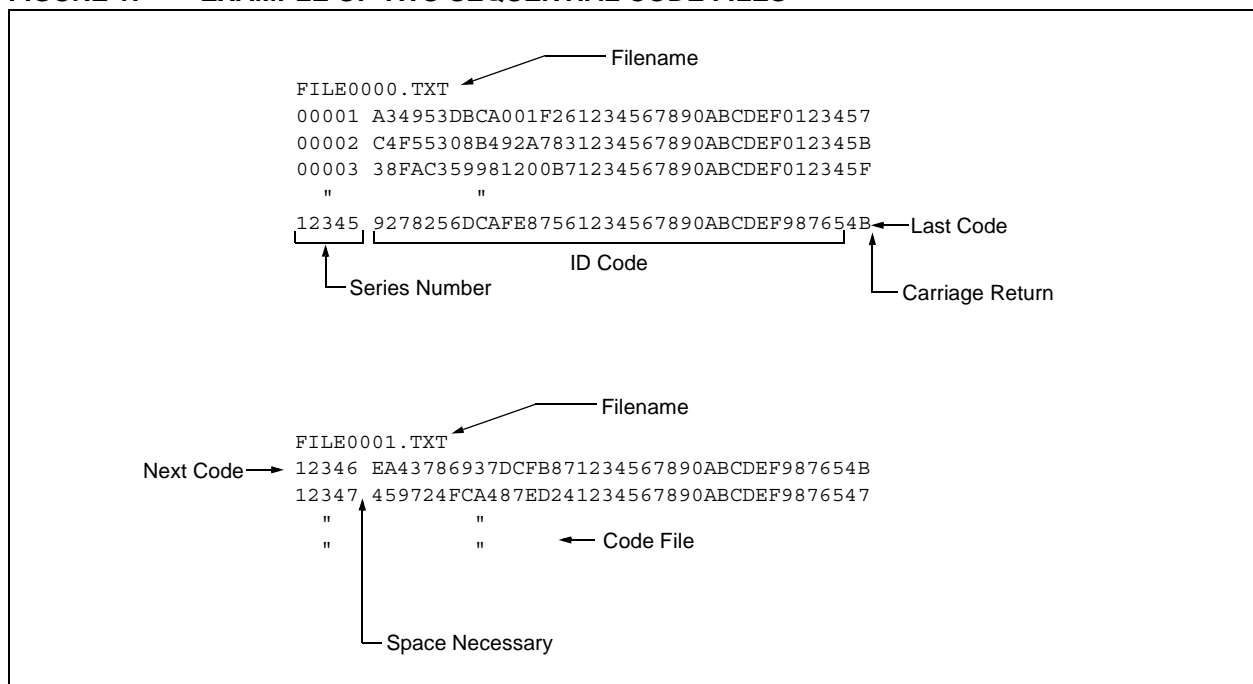 Filename
FILE0000.TXT
00001 A34953DBCA001F261234567890ABCDEF0123457
00002 C4F55308B492A7831234567890ABCDEF012345B
00003 38FAC359981200B71234567890ABCDEF012345F
" "
12345 9278256DCAFE87561234567890ABCDEF987654B Last Code
ID Code
Series Number Carriage Return
Filename
FILE0001.TXT
Next Code 12346 EA43786937DCFB871234567890ABCDEF987654B
12347 459724FCA487ED241234567890ABCDEF9876547
" "
" " Code File
Space Necessary